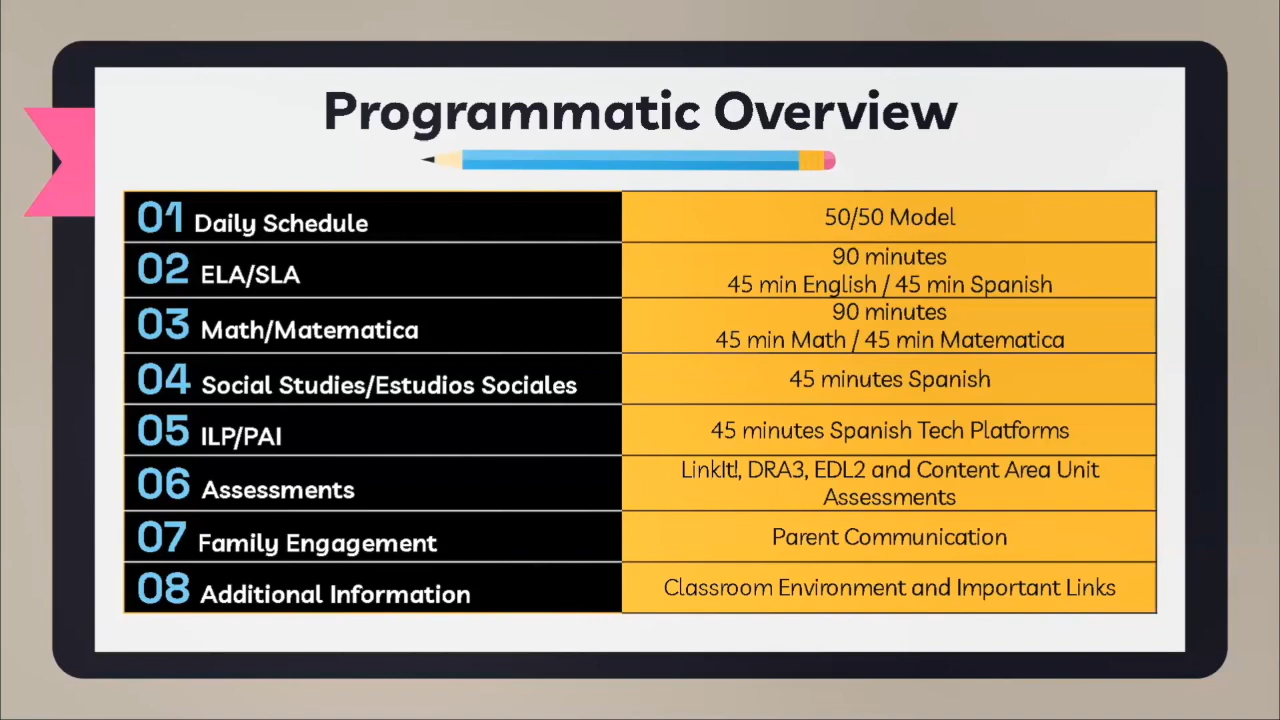 Programmatic Overview
01 Daily Schedule
50/50 Model
02 ELA/SLA
90 minutes
45 min English / 45 min Spanish
03 Math/Matematica
90 minutes
45 min Math / 45 min Matematica
04 Social Studies/Estudios Sociales
45 minutes Spanish
05 ILP/PAI
45 minutes Spanish Tech Platforms
06 Assessments
LinkIt!, DRA3, EDL2 and Content Area Unit
Assessments
07 Family Engagement
Parent Communication
08 Additional Information
Classroom Environment and Important Links